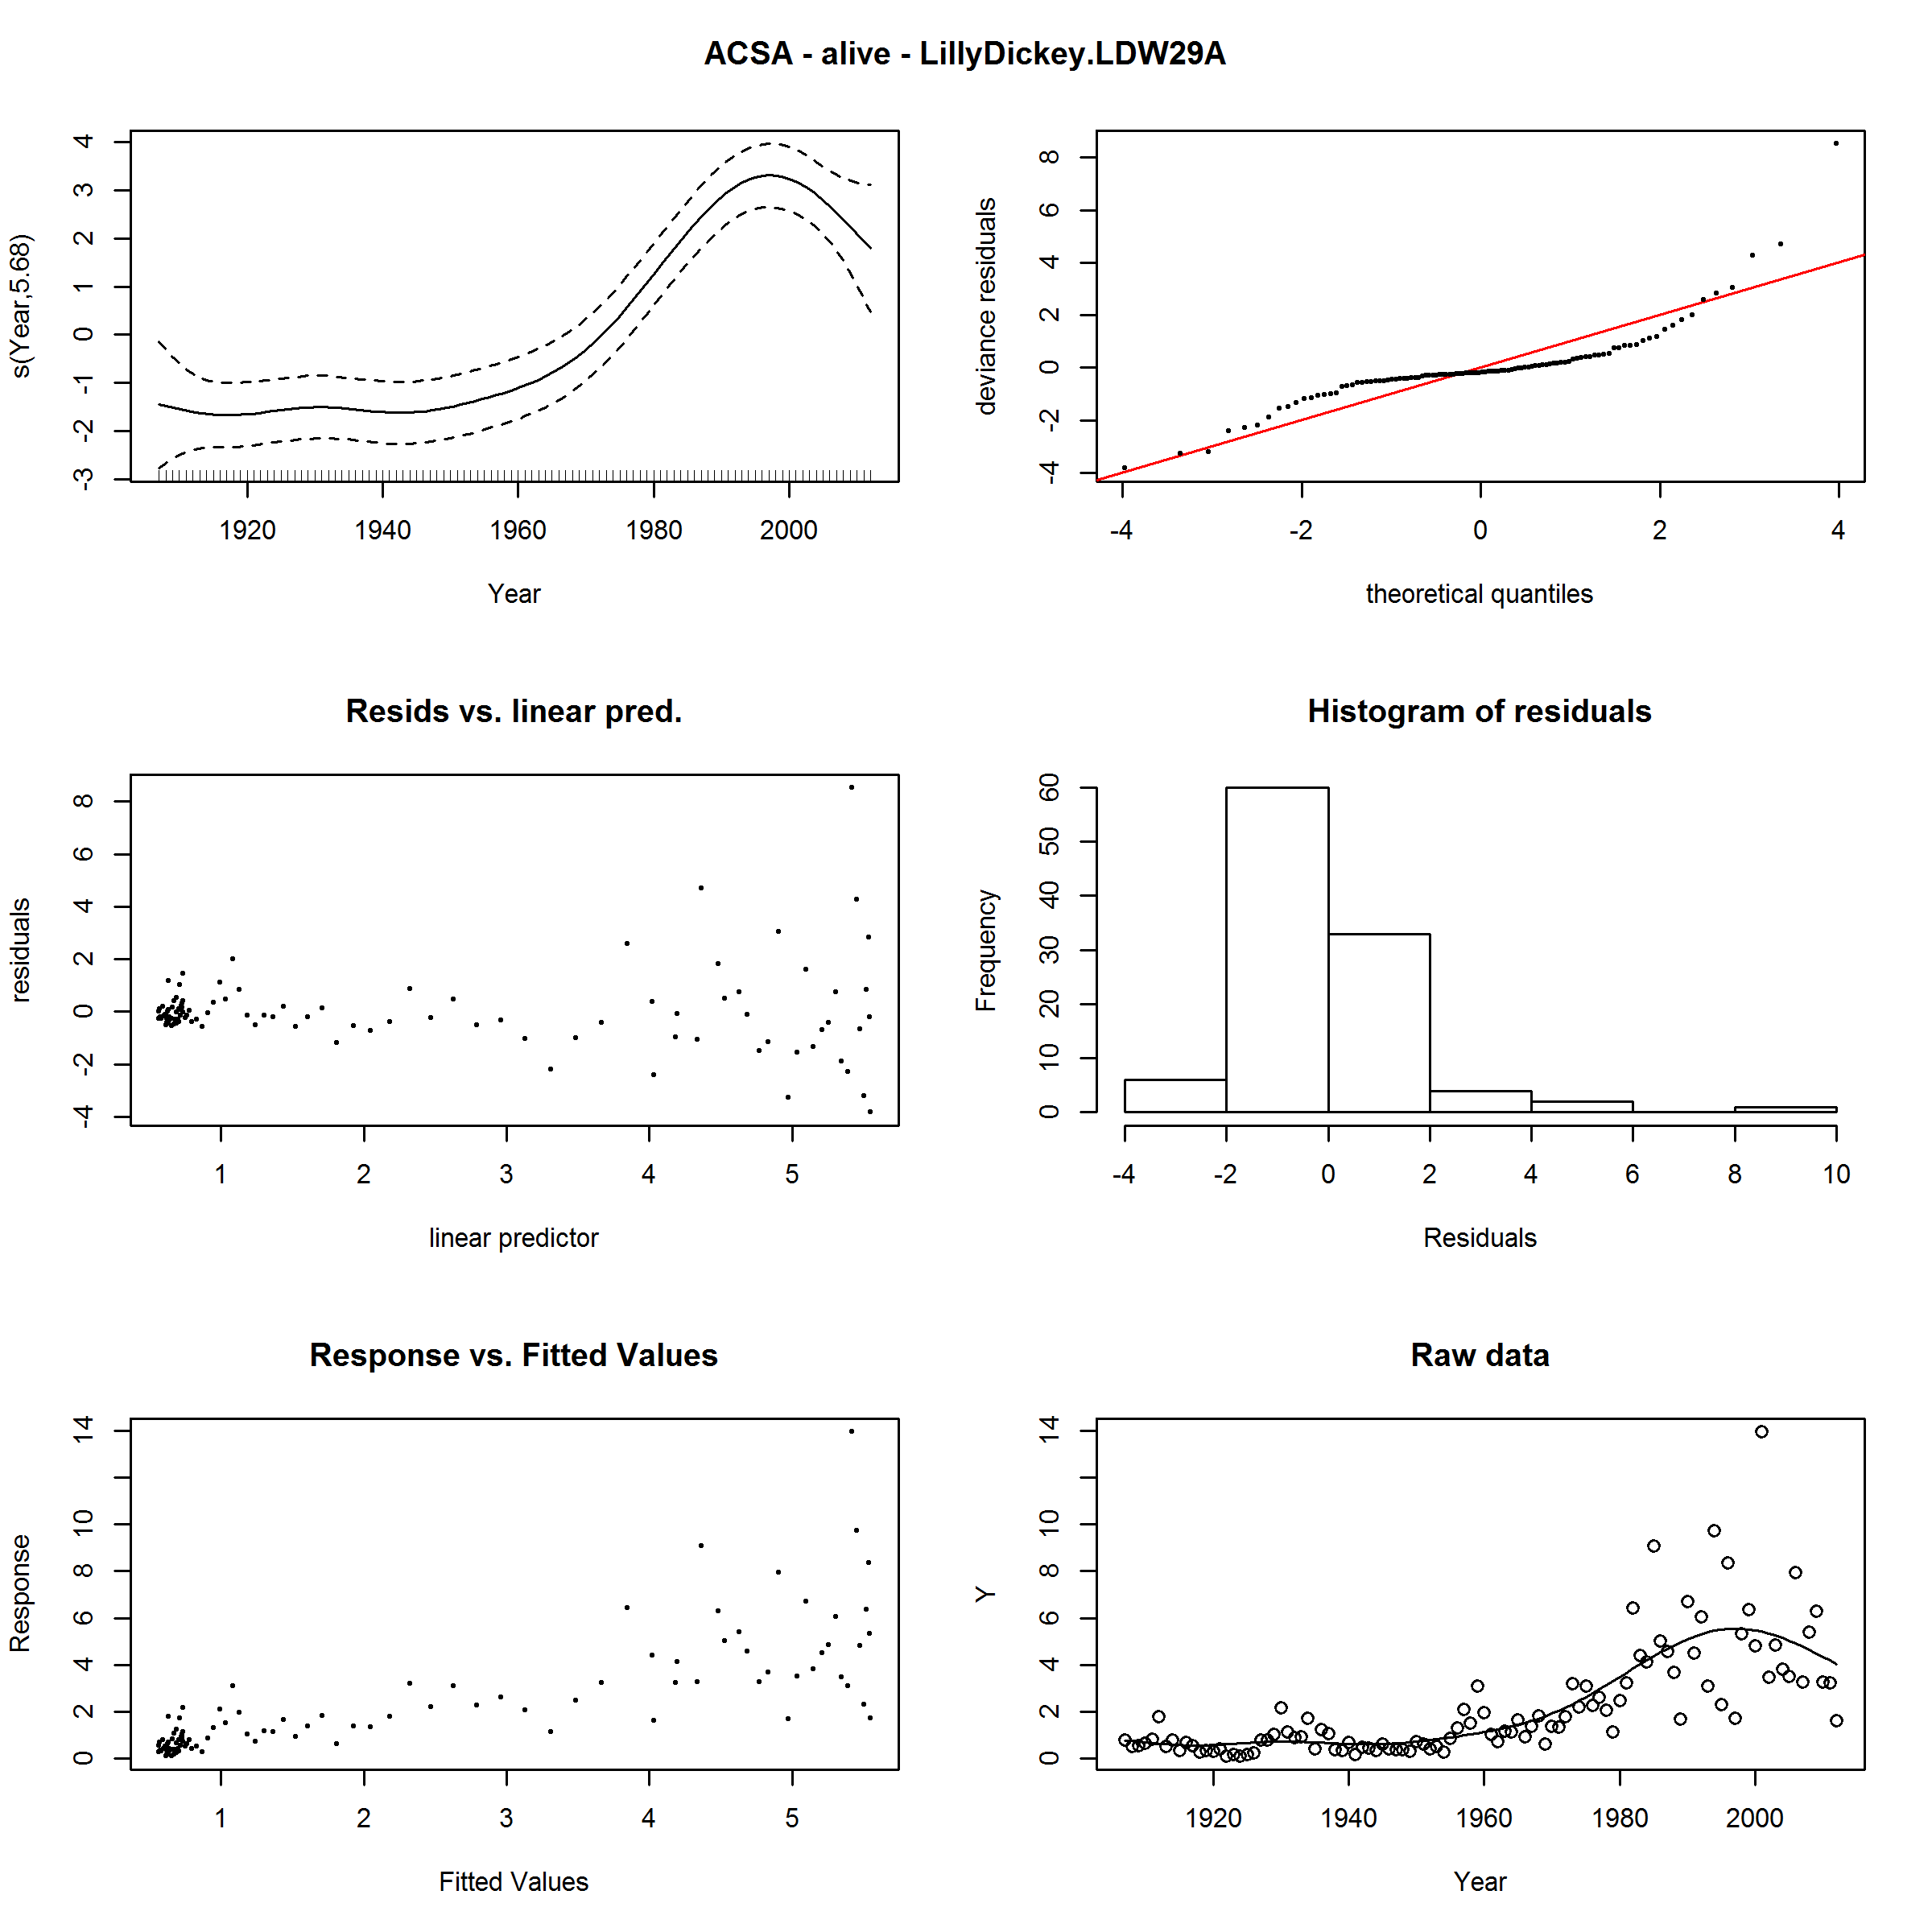 ACSA - alive - LillyDickey.LDW29A
s(Year,5.68)
-3 -2 -1 0 1 2 3 4
1920 1940 1960 1980 2000
Year
deviance residuals
-4 -2 0 2 4 6 8
-4 -2 0 2 4
theoretical quantiles
Resids vs. linear pred.
residuals
-4 -2 0 2 4 6 8
1 2 3 4 5
linear predictor
Histogram of residuals
Frequency
0 10 20 30 40 50 60
-4 -2 0 2 4 6 8 10
Residuals
Response vs. Fitted Values
Response
0 2 4 6 8 10 14
1 2 3 4 5
Fitted Values
Raw data
Y
0 2 4 6 8 10 14
1920 1940 1960 1980 2000
Year